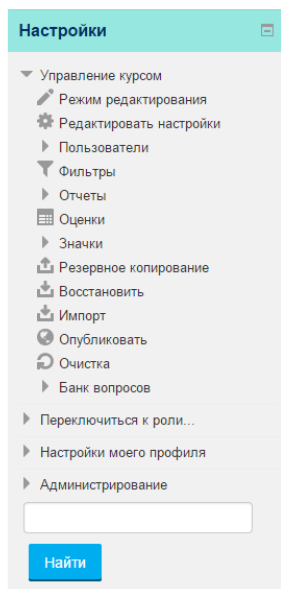 Настройки
Управление курсом
Режим редактирования
Редактировать настройки
Пользователи
Фильтры
Отчеты
Оценки
Значки
Резервное копирование
Восстановить
Импорт
Опубликовать
Очистка
Банк вопросов
Переключиться к роли...
Настройки моего профиля
Администрирование
Найти